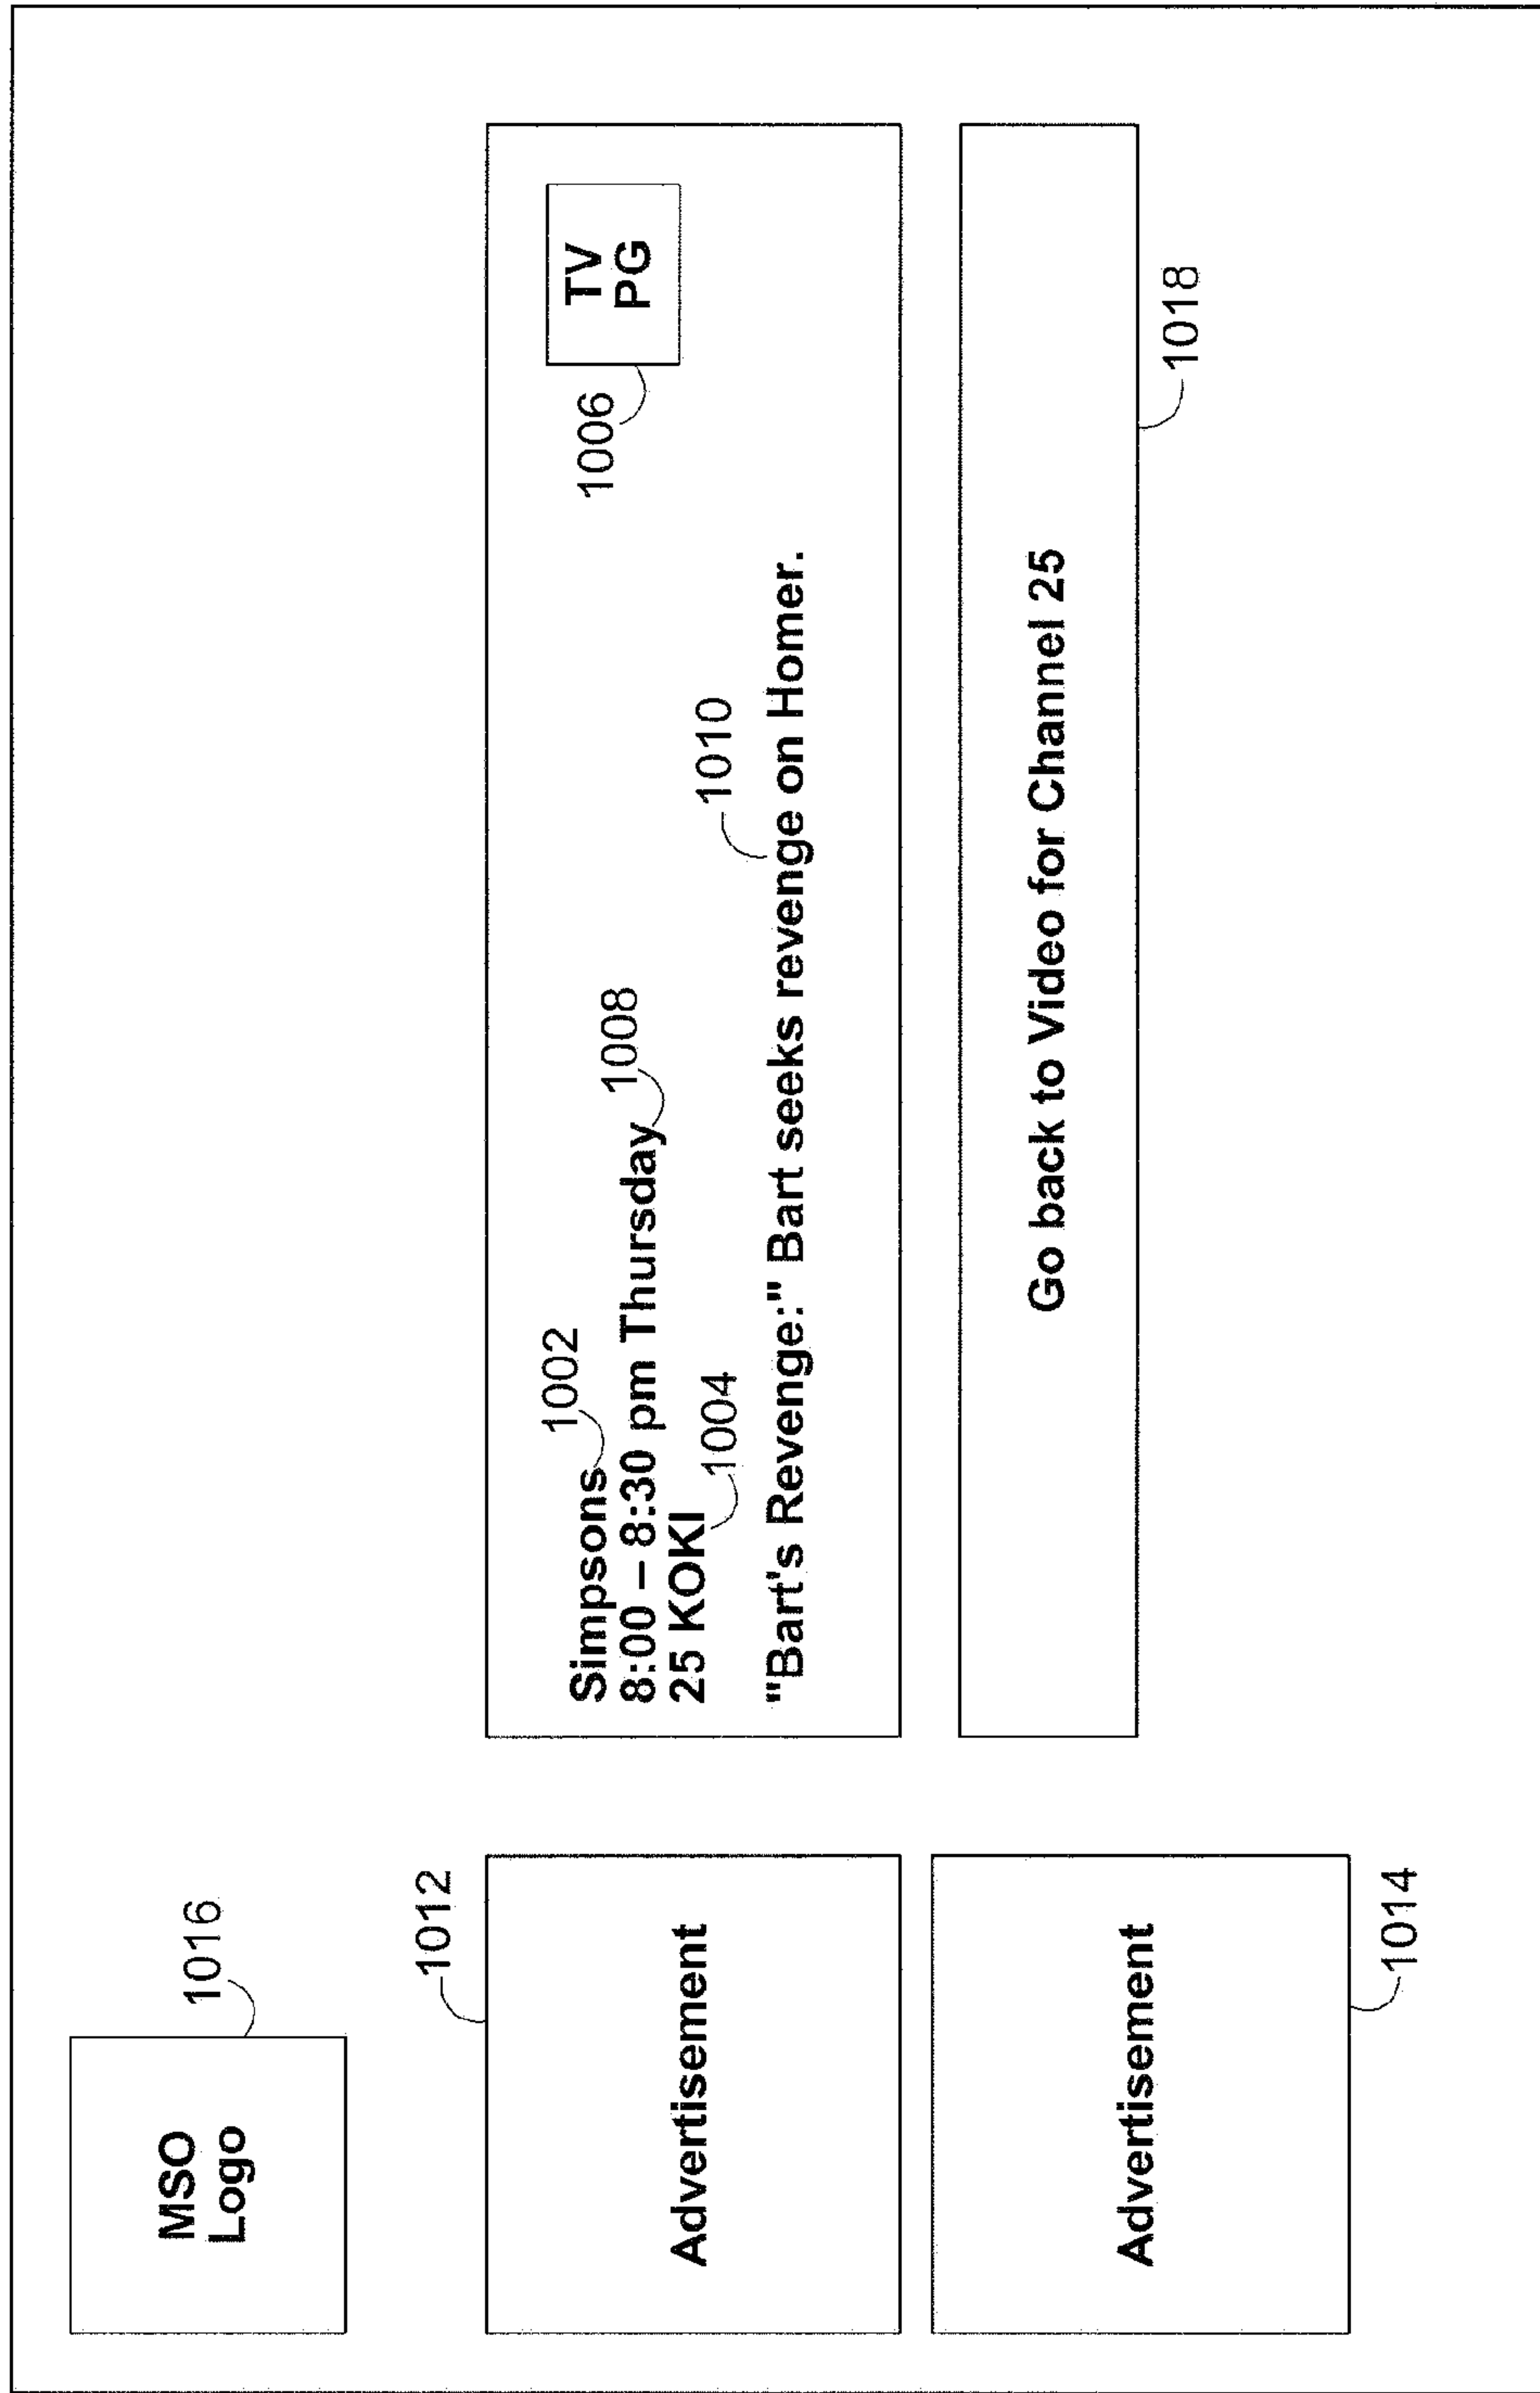 MSO
Logo
1016
1012
Advertisement
Advertisement
1014
Simpsons 1002
8:00 – 8:30 pm Thursday 1008
25 KOKI 1004
1006
TV
PG
1010
"Bart's Revenge:" Bart seeks revenge on Homer.
Go back to Video for Channel 25
1018